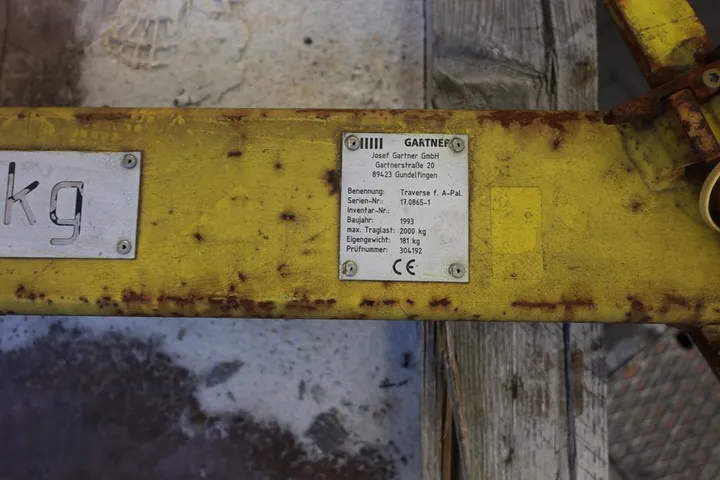 kg
GARTNER
Josef Gartner GmbH
Gartnerstraße 20
89423 Gundelfingen
Benennung: Traverse f. A-Pal.
Serien-Nr.: 17.0865-1
Inventar-Nr.:
Baujahr: 1993
max. Traglast: 2000 kg
Eigengewicht: 181 kg
Prüfnummer: 304192
CE